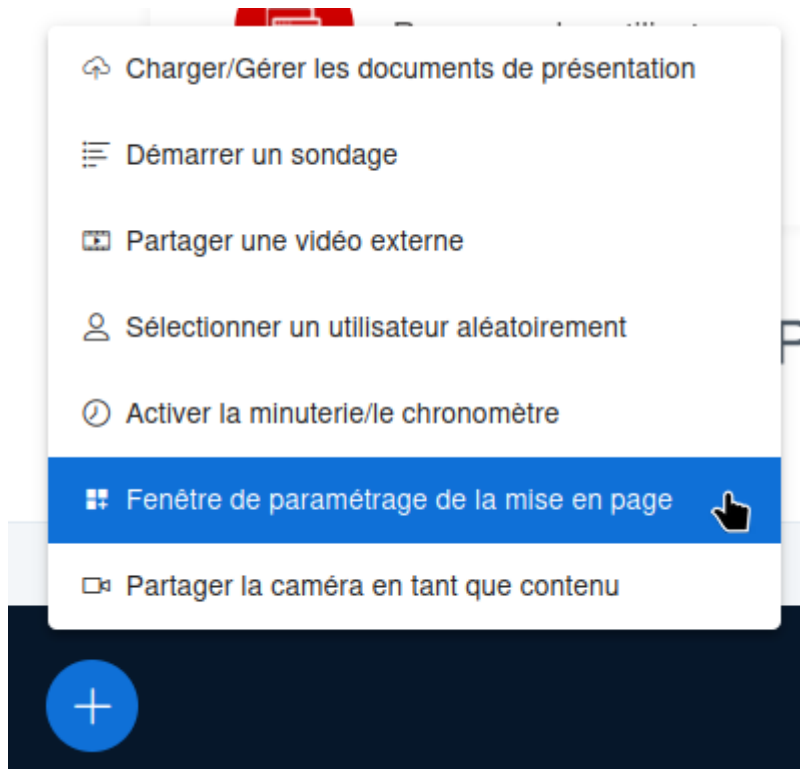 Charger/Gérer les documents de présentation
Démarrer un sondage
Partager une vidéo externe
Sélectionner un utilisateur aléatoirement
P
Activer la minuterie/le chronomètre
Fenêtre de paramétrage de la mise en page
Partager la caméra en tant que contenu